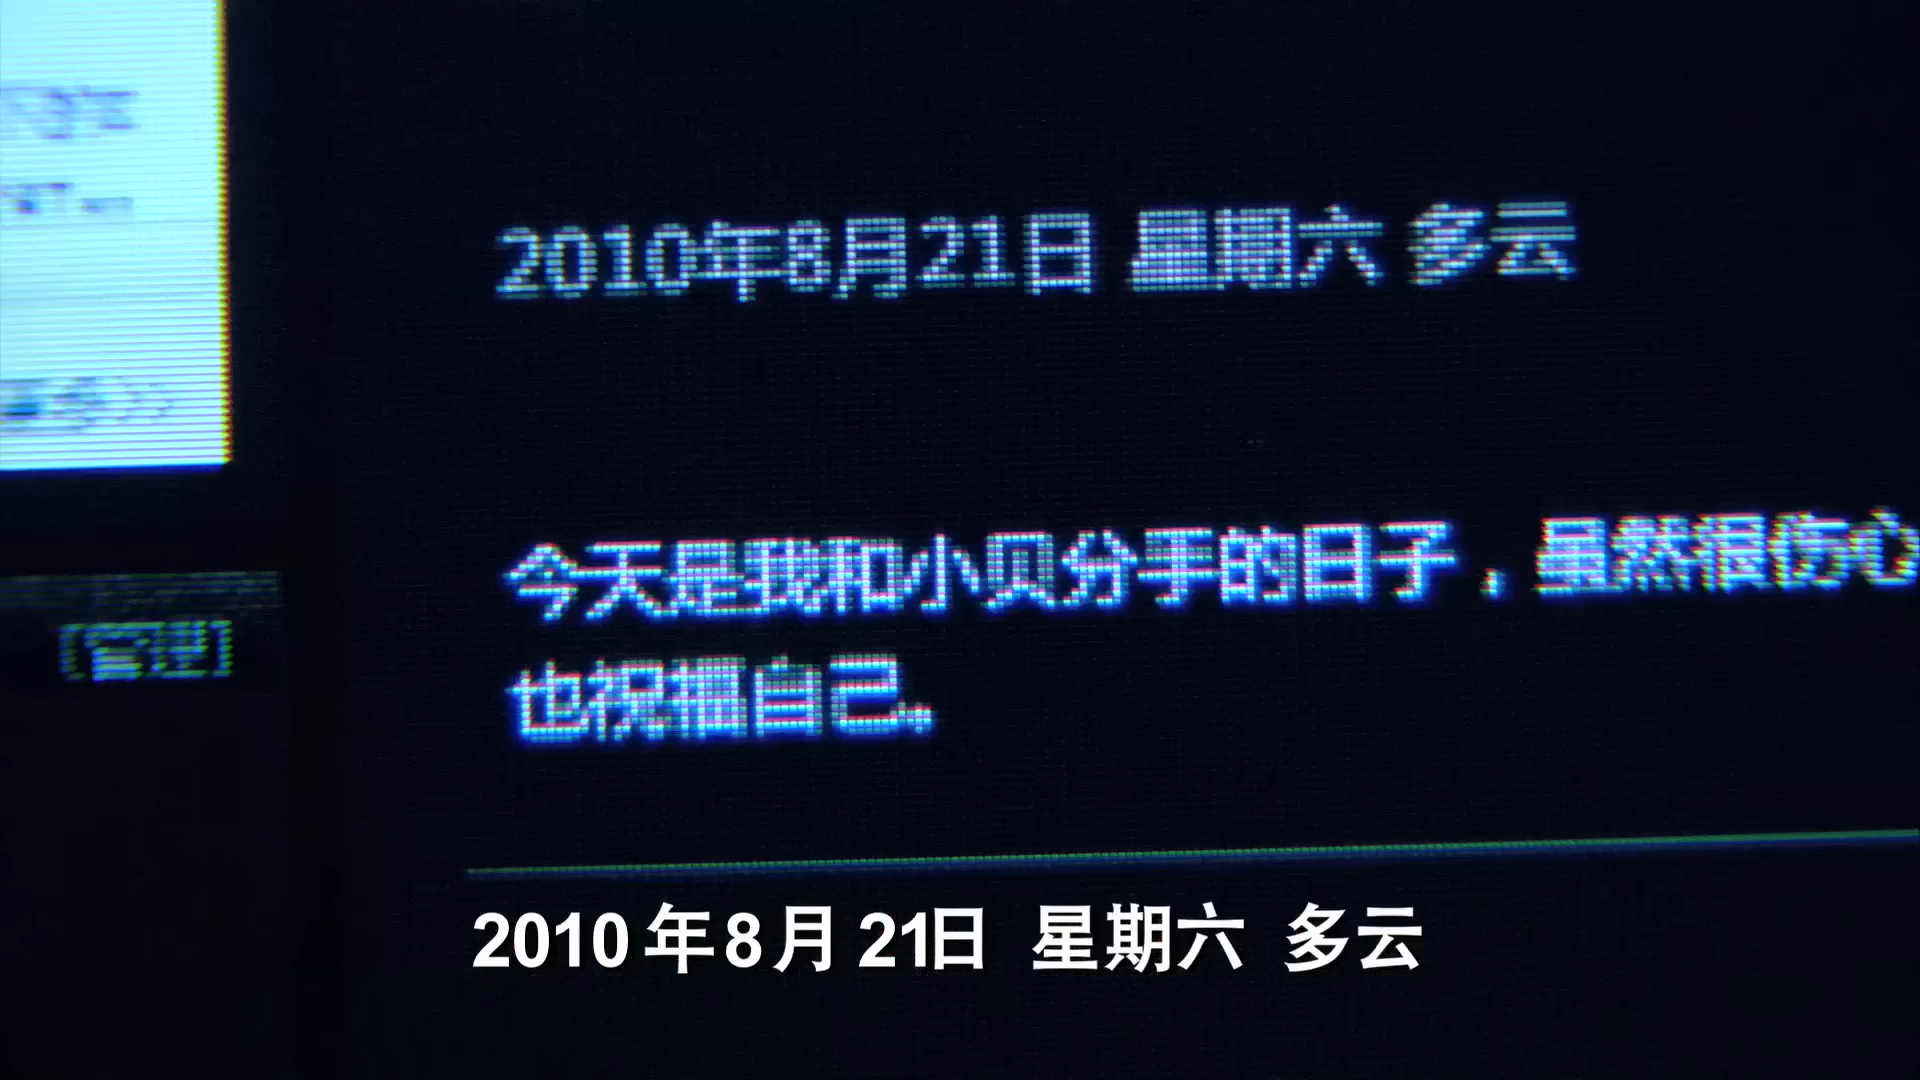 2010年8月21日 星期六 多云
今天是我和小贝分手的日子，虽然很伤心
也祝福自己。
[管理]
2010年8月21日 星期六 多云